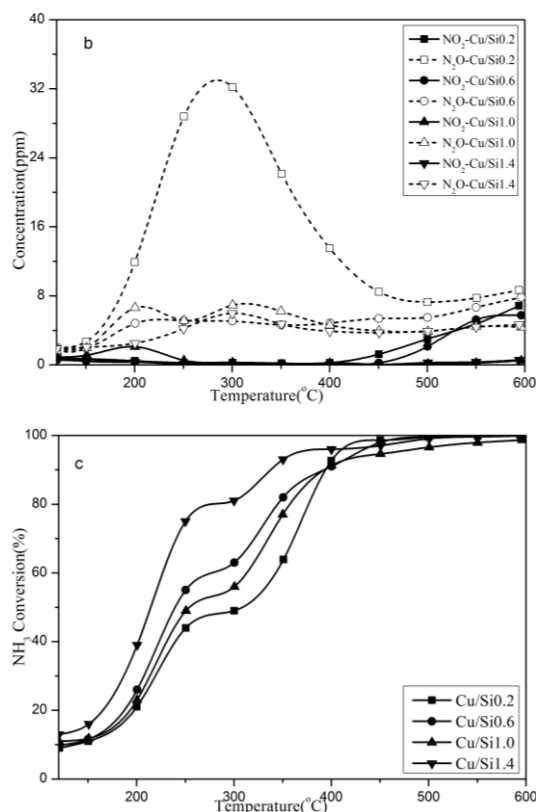 b
40
32
24
16
8
0
Concentration(ppm)
NO₂-Cu/Si0.2
N₂O-Cu/Si0.2
NO₂-Cu/Si0.6
N₂O-Cu/Si0.6
NO₂-Cu/Si1.0
N₂O-Cu/Si1.0
NO₂-Cu/Si1.4
N₂O-Cu/Si1.4
200 300 400 500 600
Temperature(°C)
c
100
80
60
40
20
0
NH₃ Conversion(%)
Cu/Si0.2
Cu/Si0.6
Cu/Si1.0
Cu/Si1.4
200 300 400 500 600
Temperature(°C)